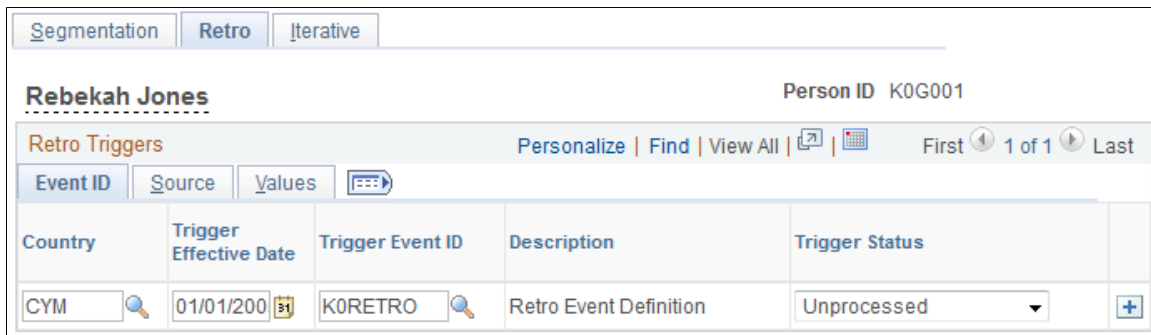 Segmentation Retro Iterative
Rebekah Jones Person ID K0G001
Retro Triggers Personalize | Find | View All | | First 1 of 1 Last
Event ID Source Values
Country Trigger Effective Date Trigger Event ID Description Trigger Status
CYM 01/01/200 31 K0RETRO Retro Event Definition Unprocessed